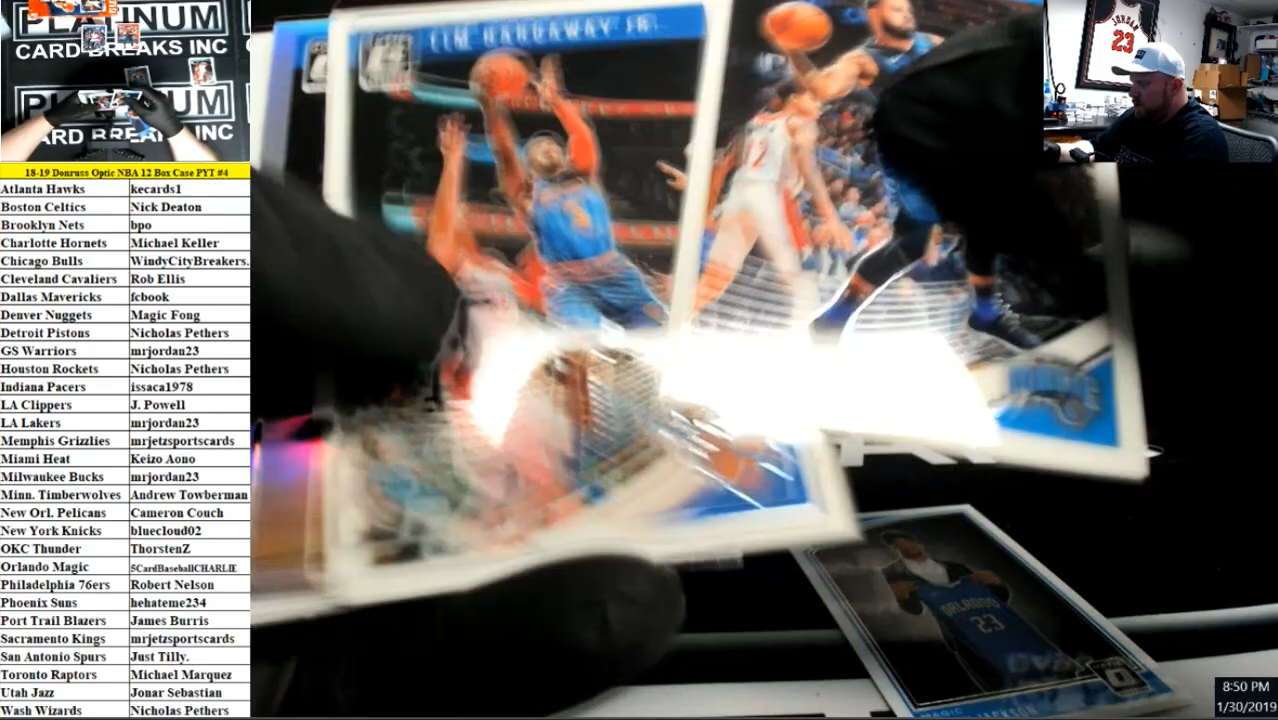 PLATINUM
CARD BREAKS INC
PLATINUM
CARD BREAKS INC
18-19 Donruss Optic NBA 12 Box Case PYT #4
Atlanta Hawks kecards1
Boston Celtics Nick Deaton
Brooklyn Nets bpo
Charlotte Hornets Michael Keller
Chicago Bulls WindyCityBreakers.
Cleveland Cavaliers Rob Ellis
Dallas Mavericks fcbook
Denver Nuggets Magic Fong
Detroit Pistons Nicholas Pethers
GS Warriors mrjordan23
Houston Rockets Nicholas Pethers
Indiana Pacers issaca1978
LA Clippers J. Powell
LA Lakers mrjordan23
Memphis Grizzlies mrjetzsportscards
Miami Heat Keizo Aono
Milwaukee Bucks mrjordan23
Minn. Timberwolves Andrew Towberman
New Orl. Pelicans Cameron Couch
New York Knicks bluecloud02
OKC Thunder ThorstenZ
Orlando Magic 5CardBaseballCHARLIE
Philadelphia 76ers Robert Nelson
Phoenix Suns hehateme234
Port Trail Blazers James Burris
Sacramento Kings mrjetzsportscards
San Antonio Spurs Just Tilly.
Toronto Raptors Michael Marquez
Utah Jazz Jonar Sebastian
Wash Wizards Nicholas Pethers
TIM HARDAWAY JR.
JORDAN
23
ORLANDO
23
JACKSON
8:50 PM
1/30/2019